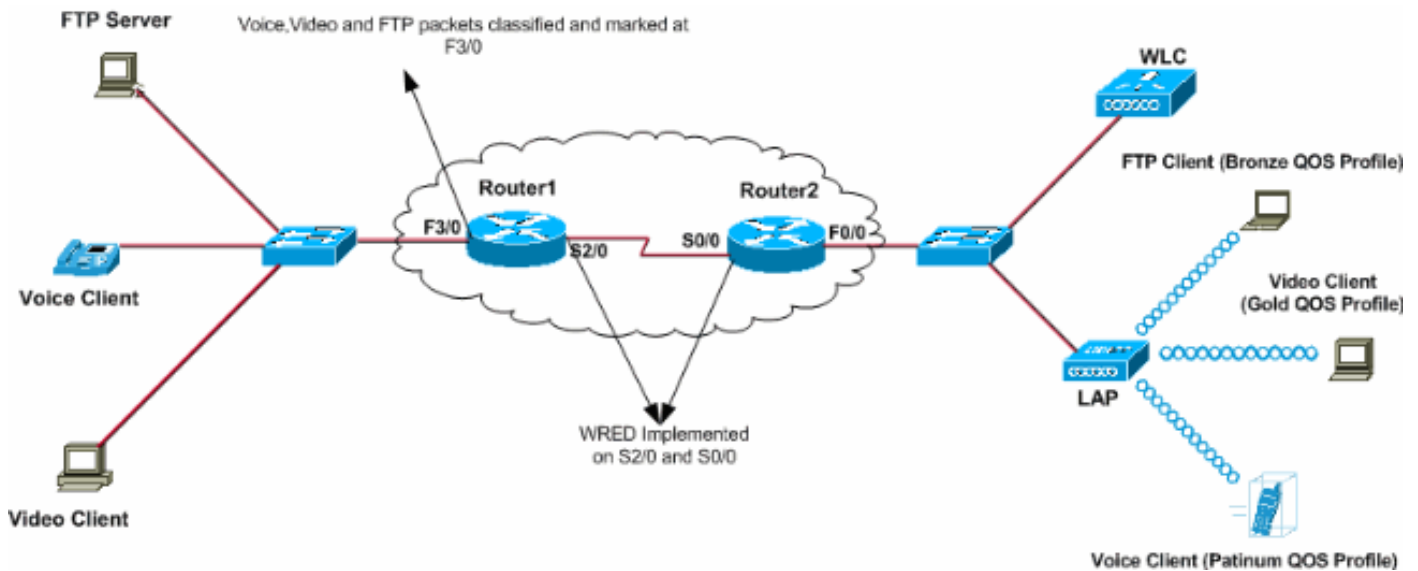 FTP Server
Voice,Video and FTP packets classified and marked at
F3/0
WLC
FTP Client (Bronze QOS Profile)
Router1
Router2
F3/0
S2/0
S0/0
F0/0
Voice Client
Video Client
(Gold QOS Profile)
LAP
WRED Implemented
on S2/0 and S0/0
Video Client
Voice Client (Patinum QOS Profile)